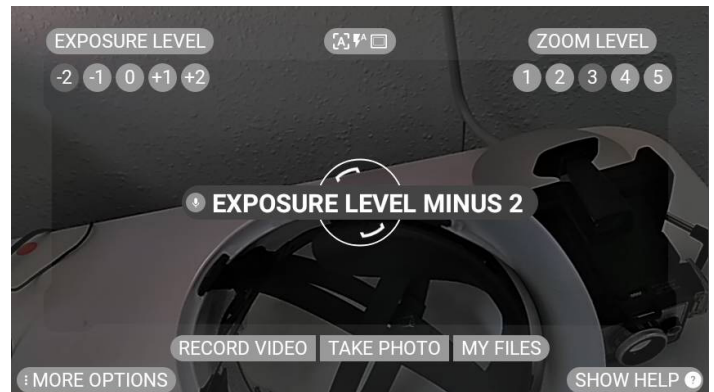 EXPOSURE LEVEL
ZOOM LEVEL
-2 -1 0 +1 +2
1 2 3 4 5
EXPOSURE LEVEL MINUS 2
RECORD VIDEO TAKE PHOTO MY FILES
MORE OPTIONS
SHOW HELP ?